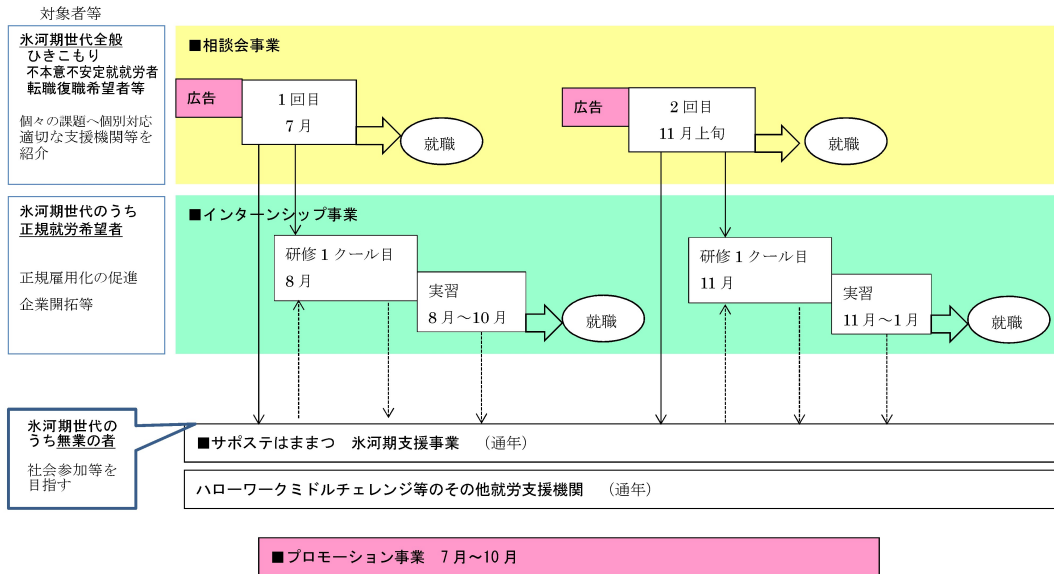 対象者等
氷河期世代全般
ひきこもり
不本意不安定就就労者
転職復職希望者等
個々の課題へ個別対応
適切な支援機関等を
紹介
■相談会事業
広告
1回目
7月
就職
広告
2回目
11月上旬
就職
氷河期世代のうち
正規就労希望者
正規雇用化の促進
企業開拓等
■インターンシップ事業
研修1クール目
8月
実習
8月～10月
就職
研修1クール目
11月
実習
11月～1月
就職
氷河期世代の
うち無業の者
社会参加等を
目指す
■サポステはままつ 氷河期支援事業 （通年）
ハローワークミドルチェレンジ等のその他就労支援機関 （通年）
■プロモーション事業 7月～10月